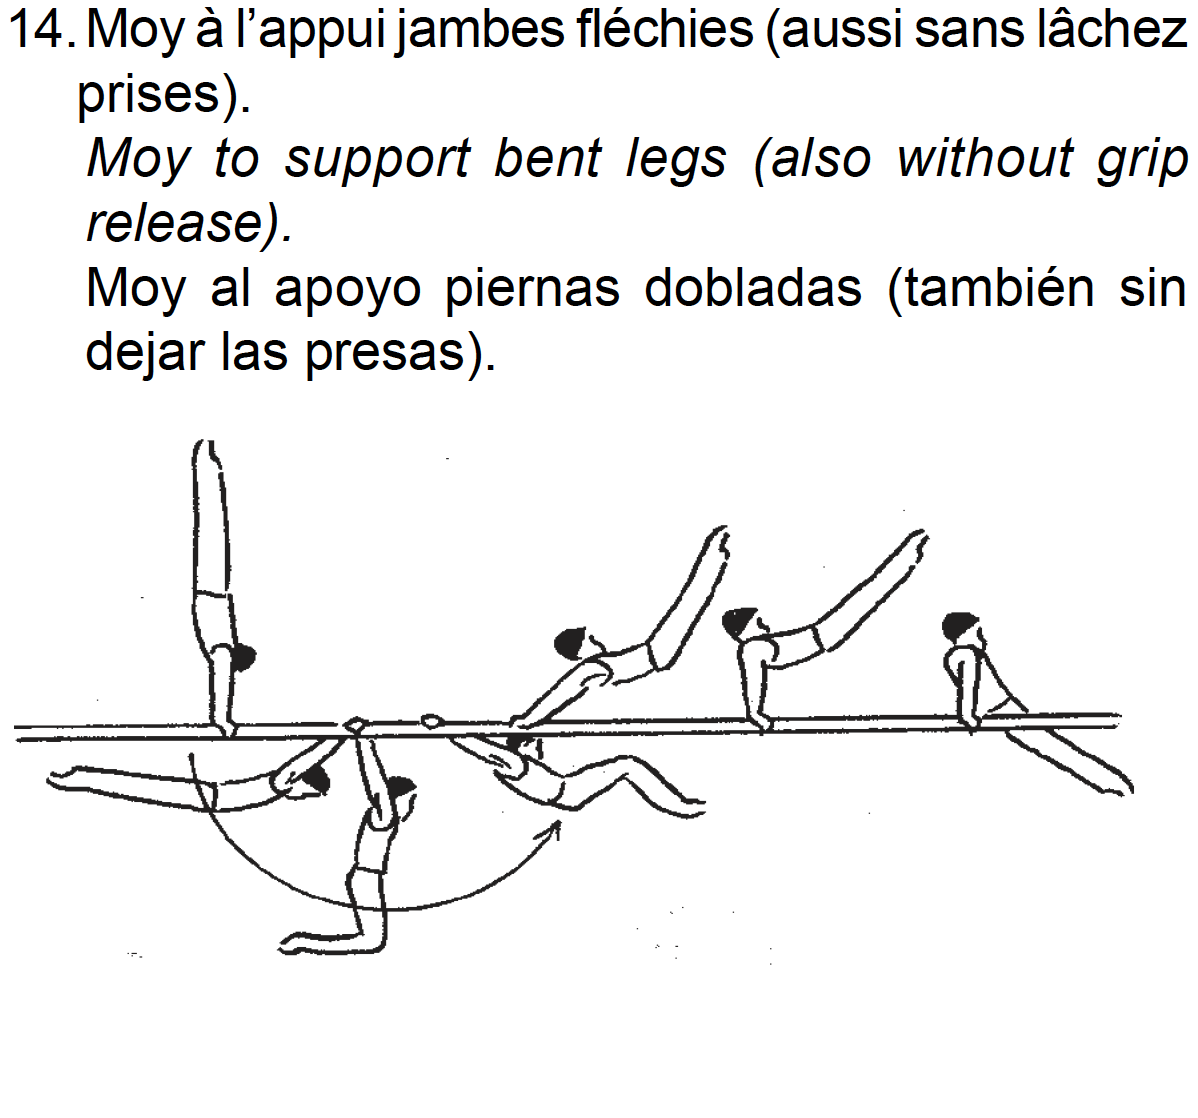 14. Moy à l’appui jambes fléchies (aussi sans lâchez
prises).
Moy to support bent legs (also without grip
release).
Moy al apoyo piernas dobladas (también sin
dejar las presas).